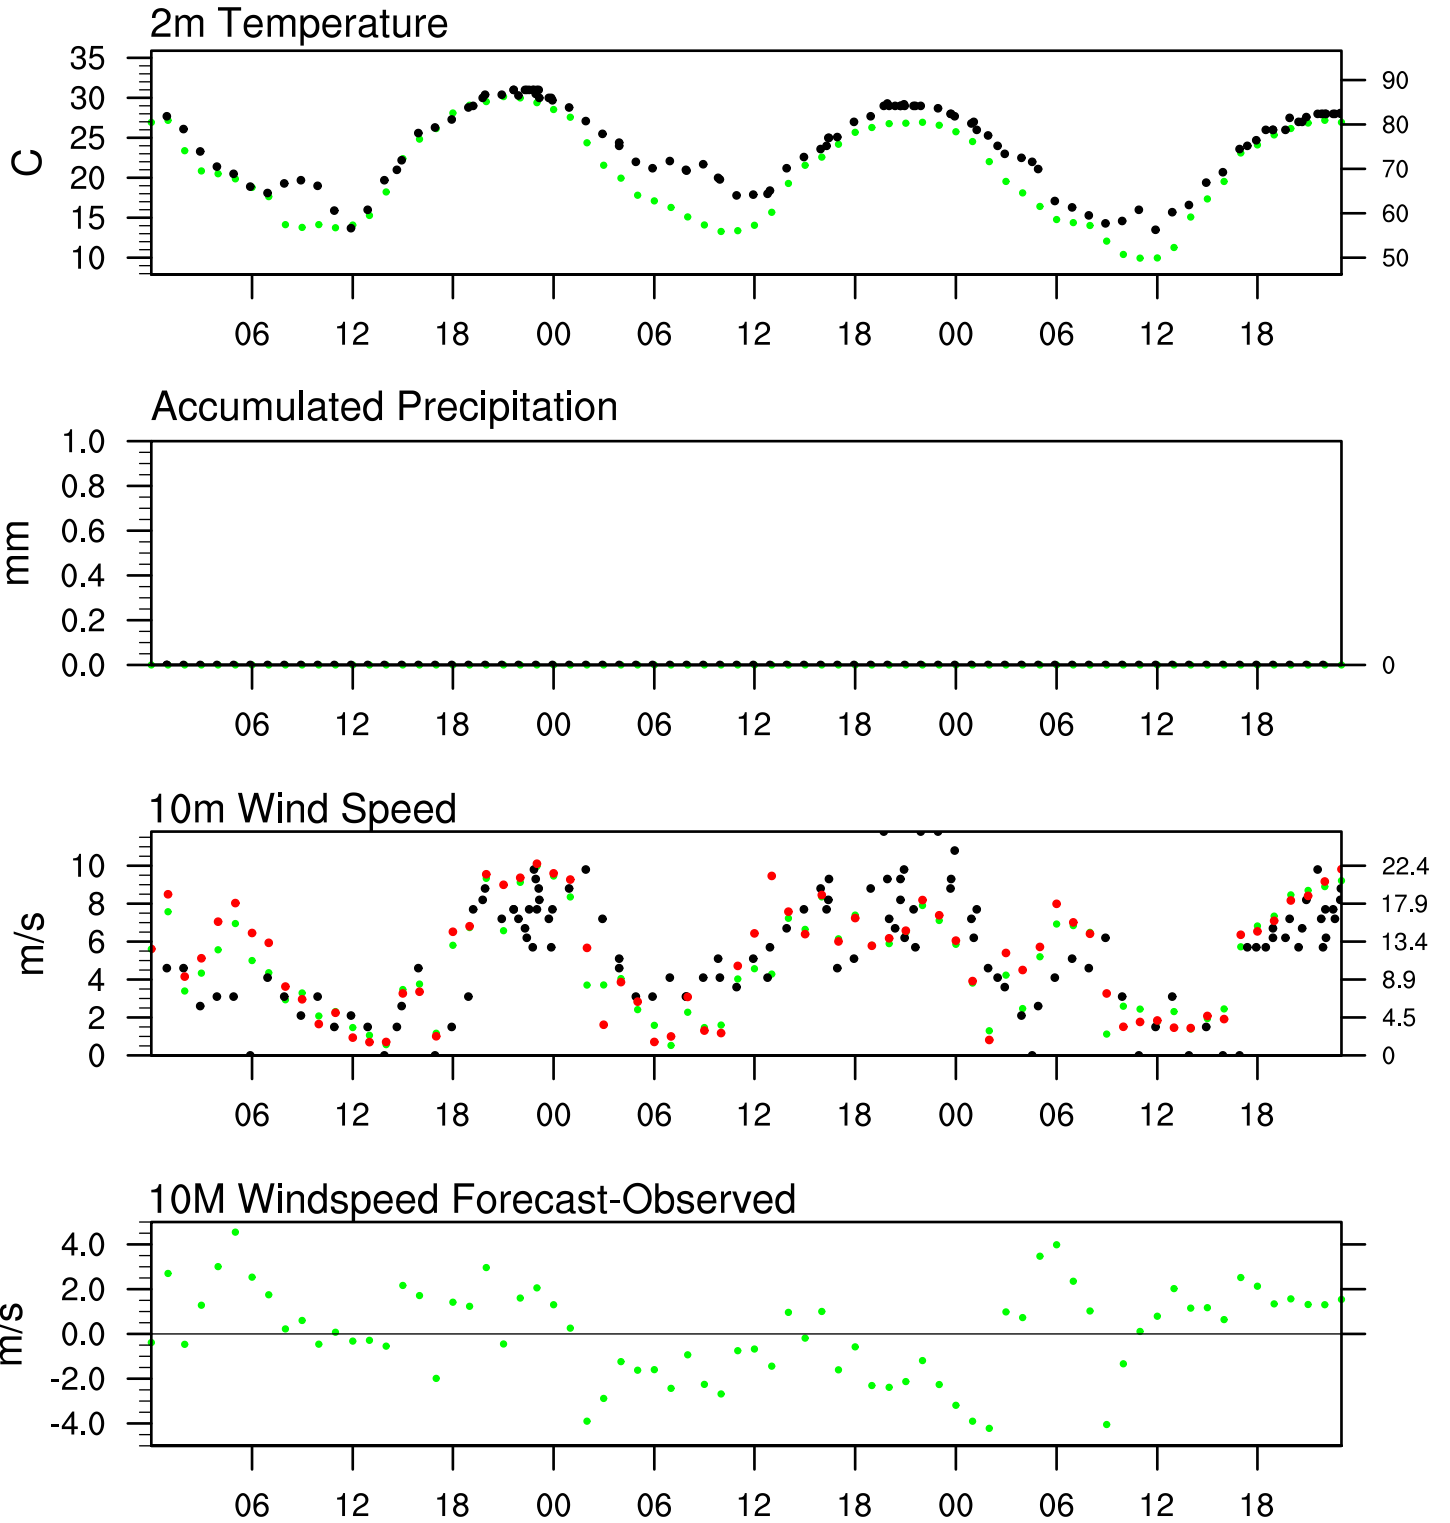 2m Temperature
35
30
25
20
15
10
C
90
80
70
60
50
06 12 18 00 06 12 18 00 06 12 18
Accumulated Precipitation
1.0
0.8
0.6
0.4
0.2
0.0
mm
0
06 12 18 00 06 12 18 00 06 12 18
10m Wind Speed
10
8
6
4
2
0
m/s
22.4
17.9
13.4
8.9
4.5
0
06 12 18 00 06 12 18 00 06 12 18
10M Windspeed Forecast-Observed
4.0
2.0
0.0
-2.0
-4.0
m/s
06 12 18 00 06 12 18 00 06 12 18